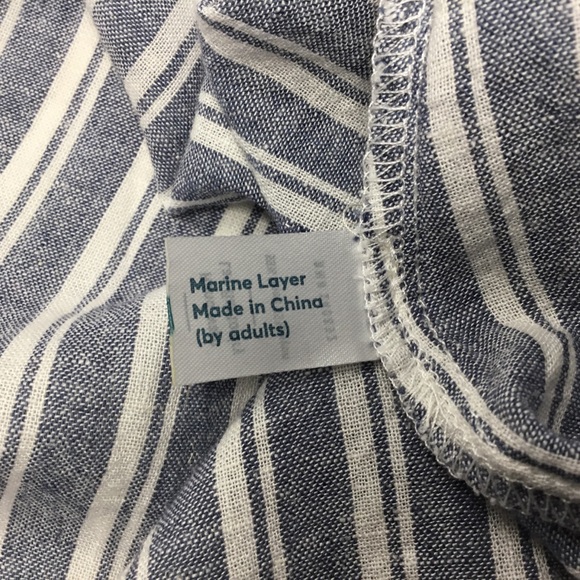 Marine Layer
Made in China
(by adults)